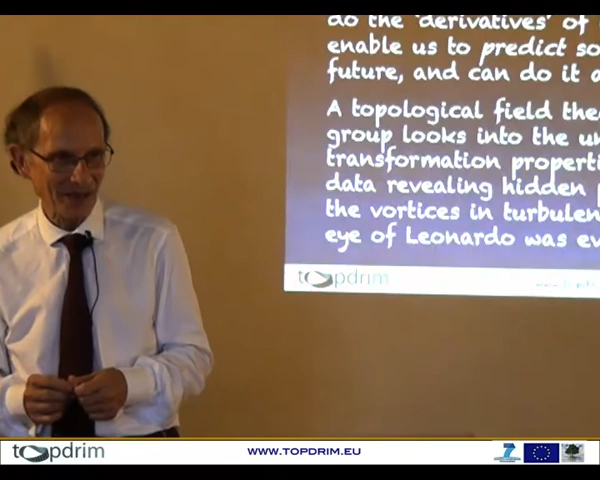 do the 'derivatives' of
enable us to predict so
future, and can do it a
A topological field the
group looks into the un
transformation properti
data revealing hidden
the vortices in turbulen
eye of Leonardo was ev
topdrim
topdrim
WWW.TOPDRIM.EU
7